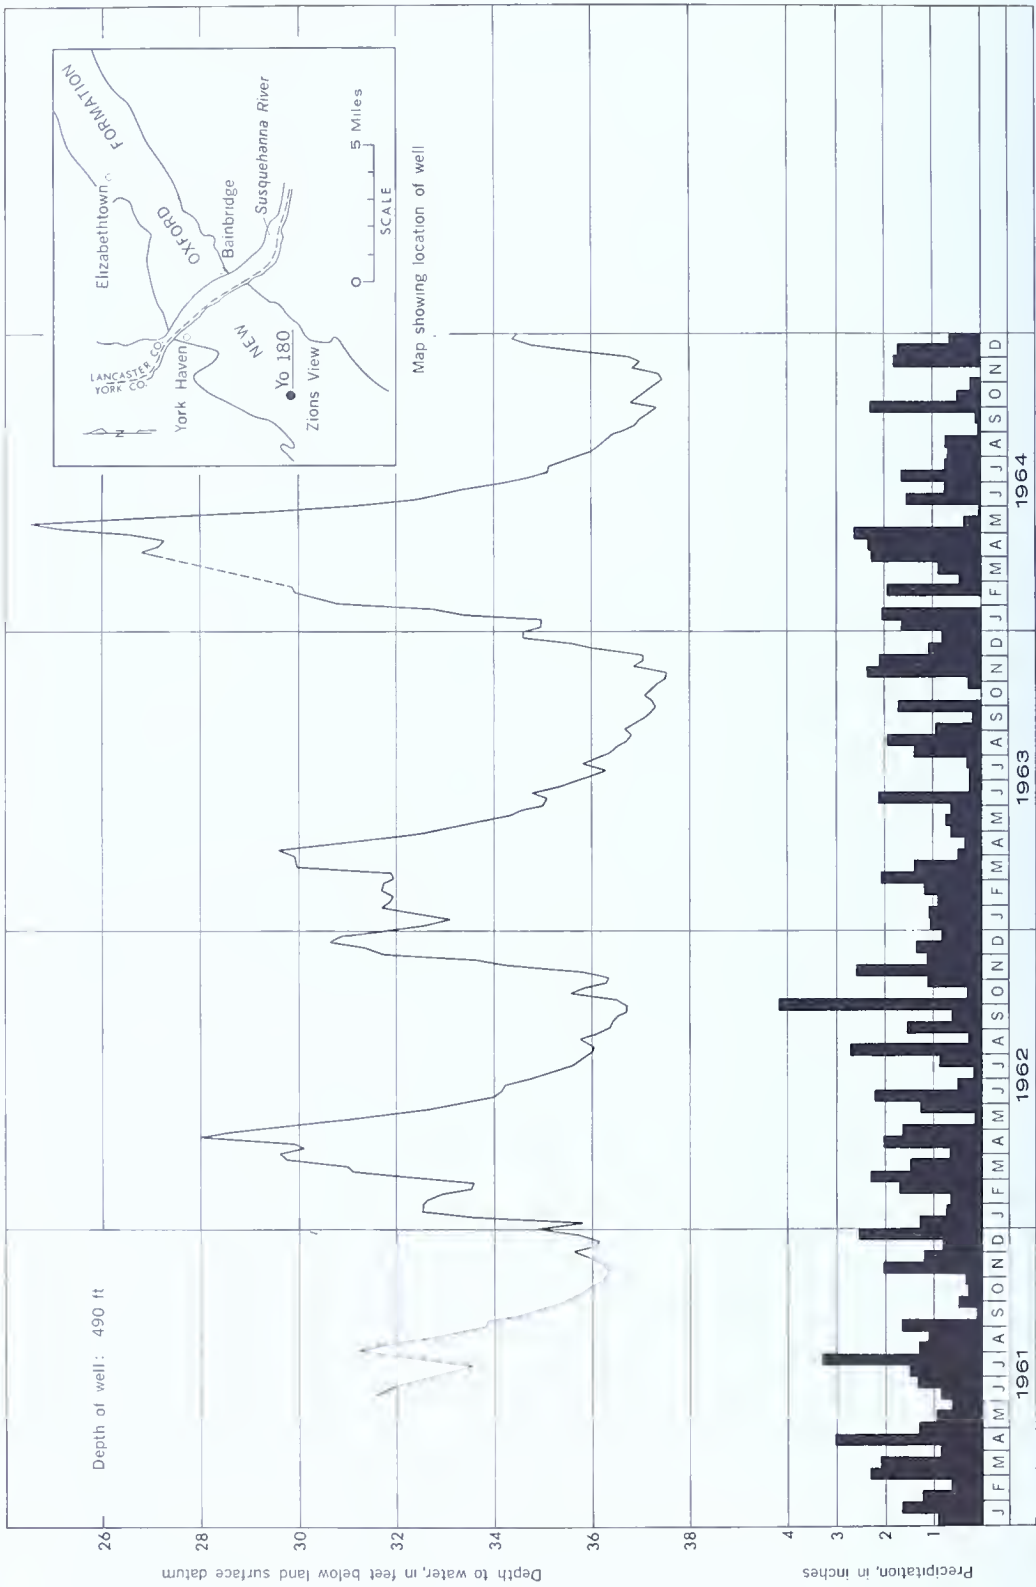 Depth of well: 490 ft
Depth to water, in feet below land surface datum
26
28
30
32
34
36
38
Precipitation, in inches
4
3
2
1
J F M A M J J A S O N D
1961
J F M A M J J A S O N D
1962
J F M A M J J A S O N D
1963
J F M A M J J A S O N D
1964
LANCASTER CO.
YORK CO.
N
York Haven
Elizabethtown
NEW
OXFORD
FORMATION
Bainbridge
Susquehanna River
Yo 180
Zions View
0
5 Miles
SCALE
Map showing location of well